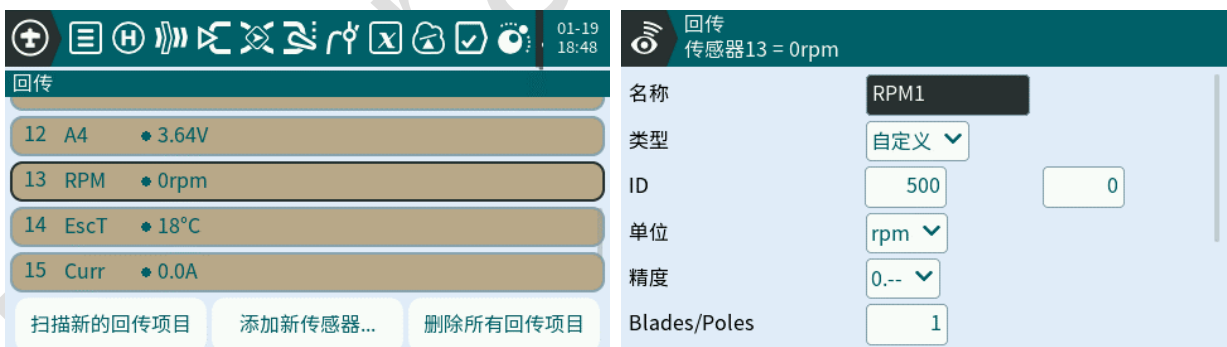 01-19
18:48
回传
12 A4 3.64V
13 RPM 0rpm
14 EscT 18°C
15 Curr 0.0A
扫描新的回传项目 添加新传感器... 删除所有回传项目
回传
传感器13 = 0rpm
名称 RPM1
类型 自定义
ID 500 0
单位 rpm
精度 0.--
Blades/Poles 1